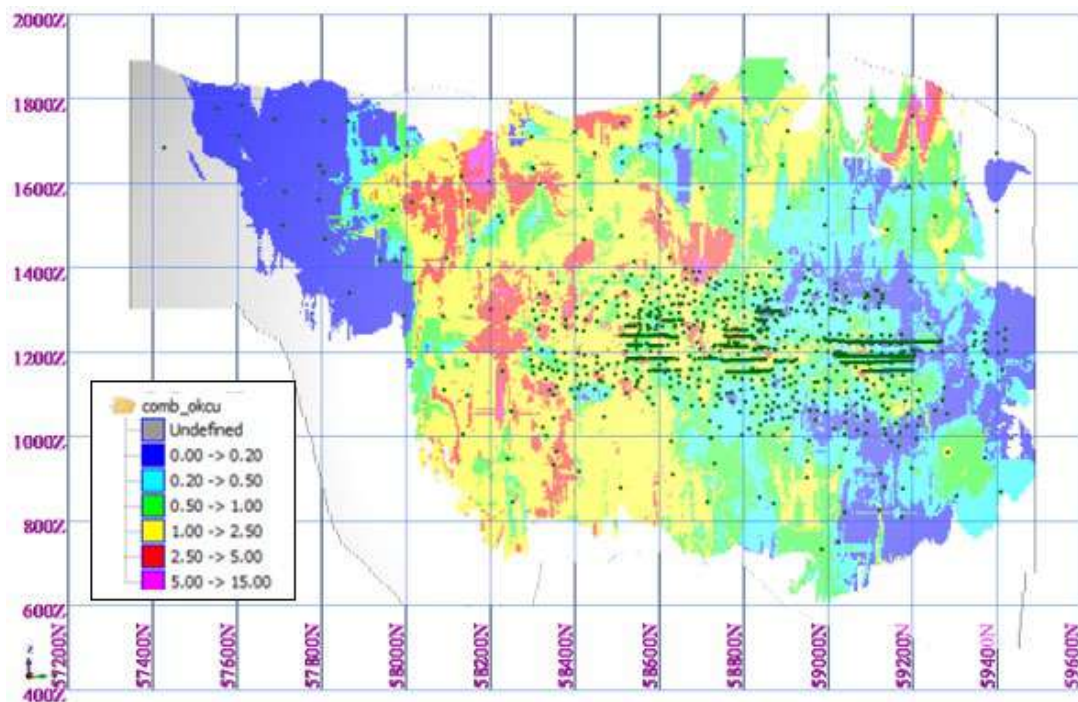 2000Z
1800Z
1600Z
1400Z
1200Z
1000Z
800Z
600Z
400Z
comb_okcu
Undefined
0.00 -> 0.20
0.20 -> 0.50
0.50 -> 1.00
1.00 -> 2.50
2.50 -> 5.00
5.00 -> 15.00
57200N
57400N
57600N
57800N
58000N
58200N
58400N
58600N
58800N
59000N
59200N
59400N
59600N